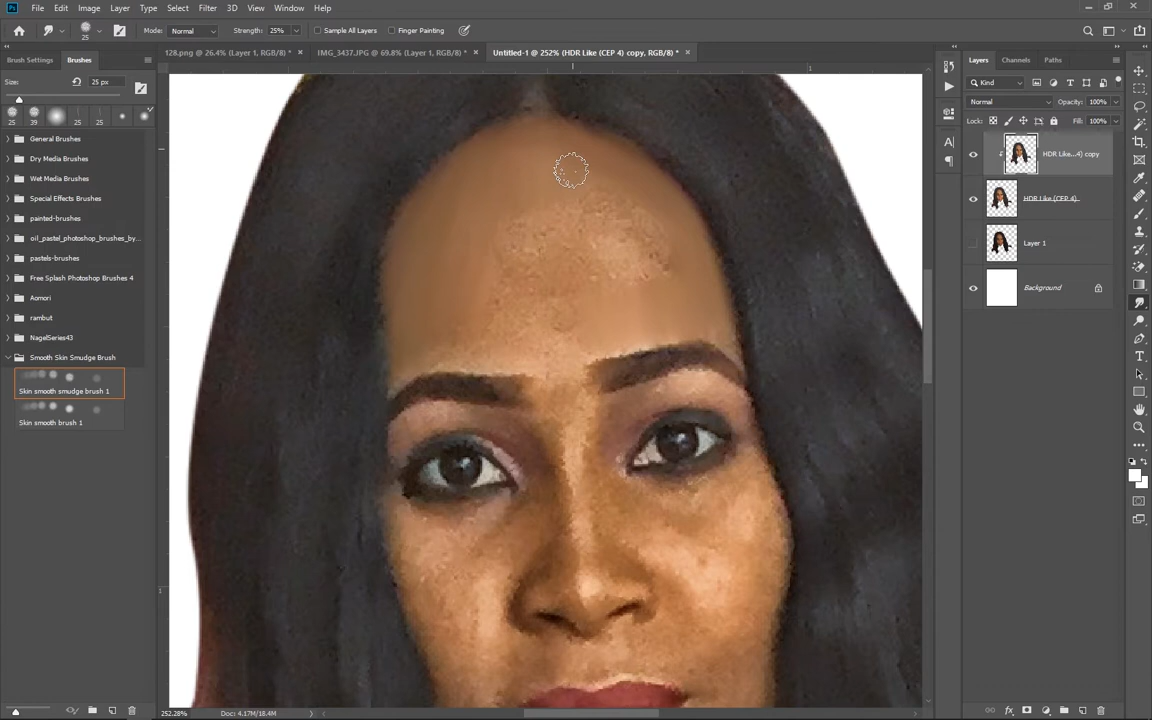 File Edit Image Layer Type Select Filter 3D View Window Help
25 Mode: Normal Strength: 25% Sample All Layers Finger Painting
128.png @ 26.4% (Layer 1, RGB/8) * × IMG_3437.JPG @ 69.8% (Layer 1, RGB/8) * × Untitled-1 @ 252% (HDR Like (CEP 4) copy, RGB/8) * ×
Brush Settings Brushes
Size: 25 px
25 39 25 25
General Brushes
Dry Media Brushes
Wet Media Brushes
Special Effects Brushes
painted-brushes
oil_pastel_photoshop_brushes_by...
pastels-brushes
Free Splash Photoshop Brushes 4
Aomori
rambut
NagelSeries43
Smooth Skin Smudge Brush
Skin smooth smudge brush 1
Skin smooth brush 1
1
1
252.28% Doc: 4.17M/18.4M
Layers Channels Paths
Kind
Normal Opacity: 100%
Lock: Fill: 100%
HDR Like...4) copy
HDR Like (CEP 4)
Layer 1
Background